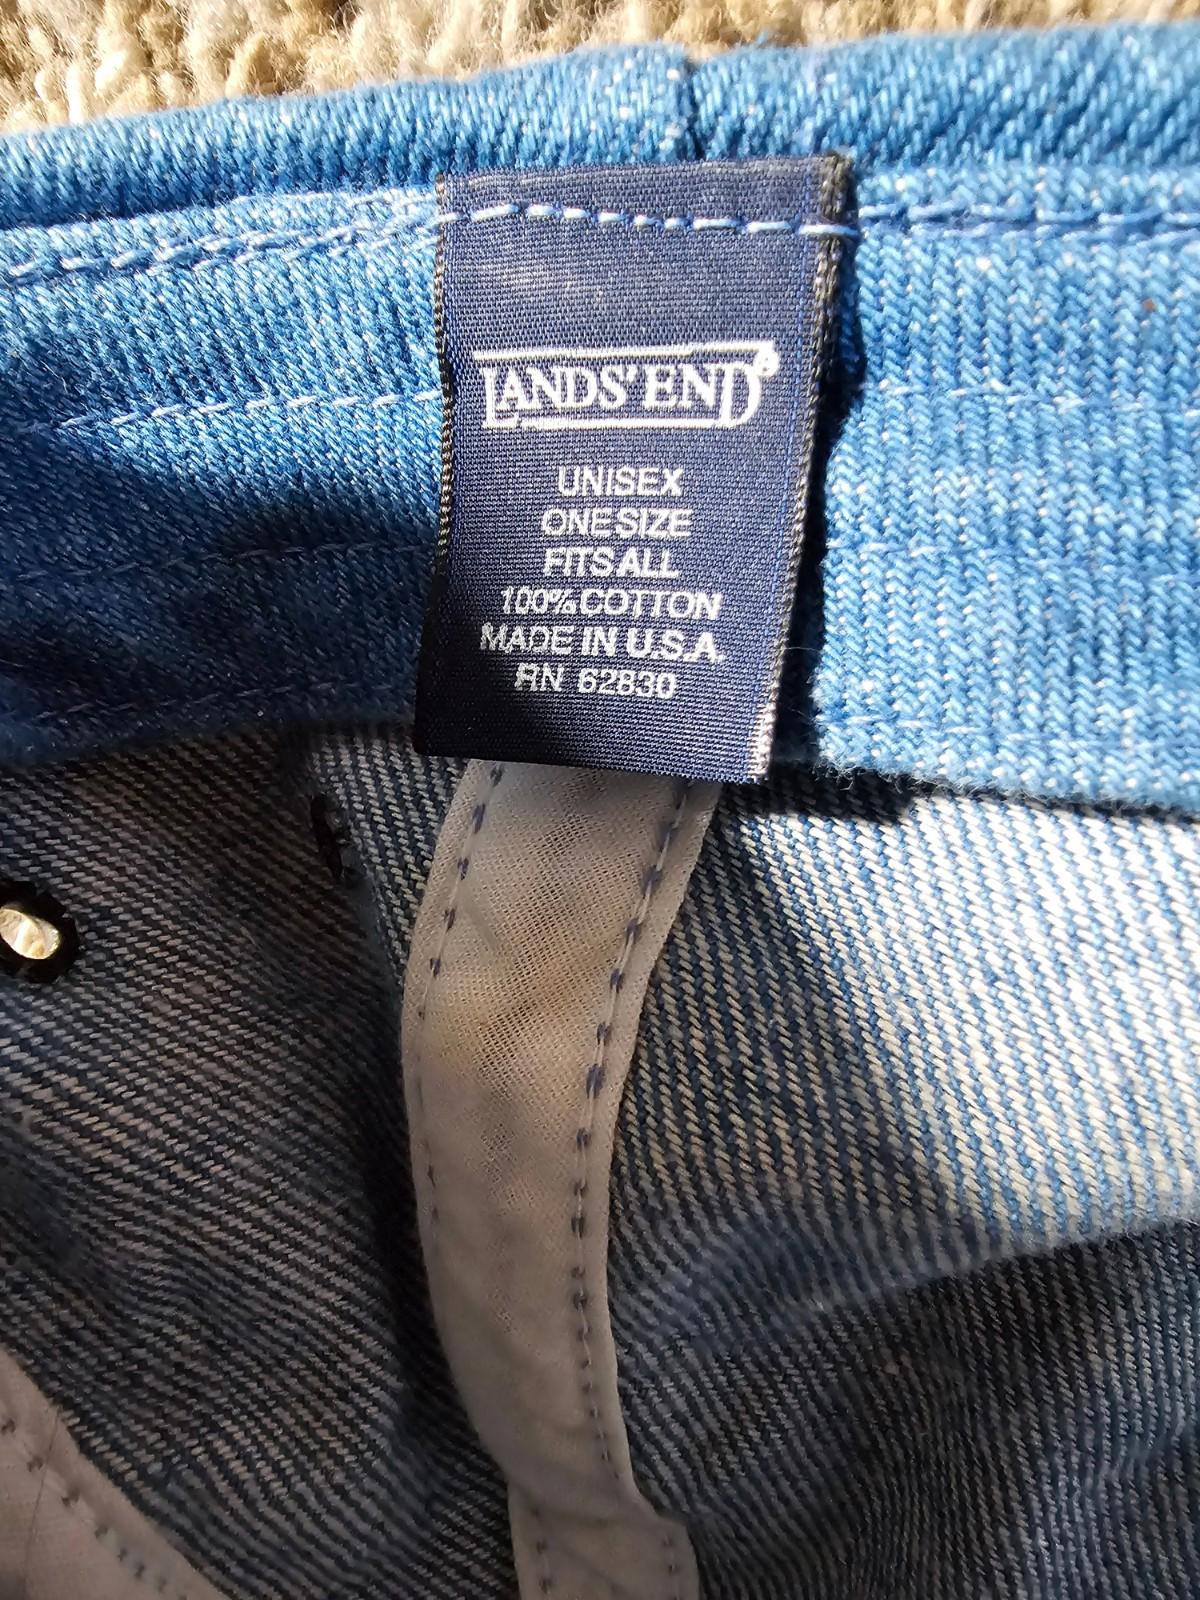 LANDS' END®
UNISEX
ONE SIZE
FITS ALL
100% COTTON
MADE IN U.S.A.
RN 62830